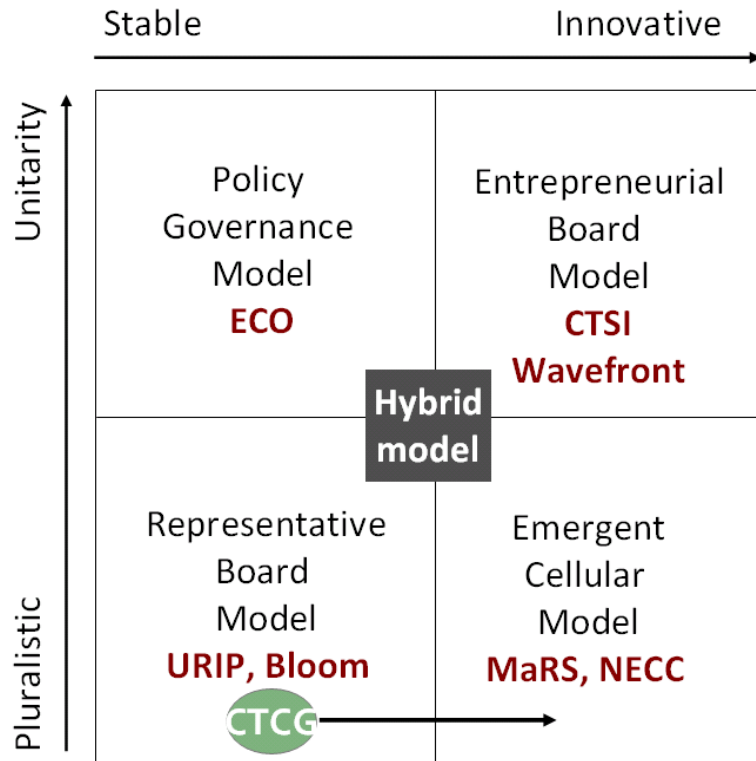 Stable Innovative
Unitarity
Policy
Governance
Model
ECO
Entrepreneurial
Board
Model
CTSI
Wavefront
Hybrid
model
Pluralistic
Representative
Board
Model
URIP, Bloom
CTCG
Emergent
Cellular
Model
MaRS, NECC